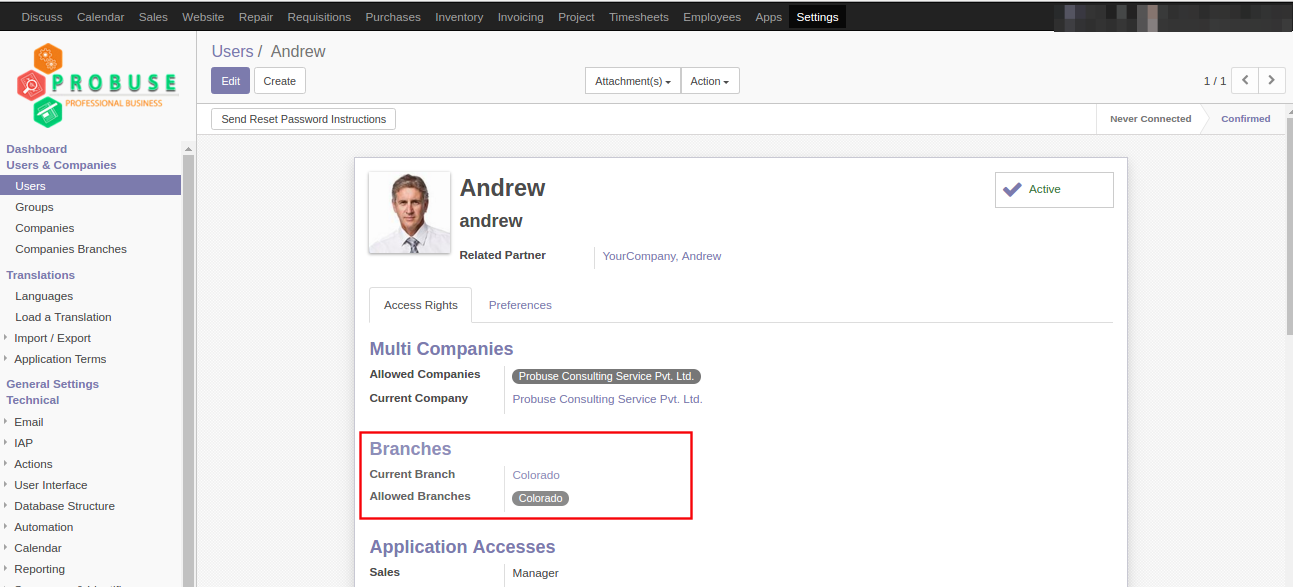 Discuss Calendar Sales Website Repair Requisitions Purchases Inventory Invoicing Project Timesheets Employees Apps Settings
PROBUSE
PROFESSIONAL BUSINESS
Dashboard
Users & Companies
Users
Groups
Companies
Companies Branches
Translations
Languages
Load a Translation
Import / Export
Application Terms
General Settings
Technical
Email
IAP
Actions
User Interface
Database Structure
Automation
Calendar
Reporting
Users / Andrew
Edit Create Attachment(s) Action 1 / 1
Send Reset Password Instructions Never Connected Confirmed
Andrew
andrew
Active
Related Partner YourCompany, Andrew
Access Rights Preferences
Multi Companies
Allowed Companies Probuse Consulting Service Pvt. Ltd.
Current Company Probuse Consulting Service Pvt. Ltd.
Branches
Current Branch Colorado
Allowed Branches Colorado
Application Accesses
Sales Manager